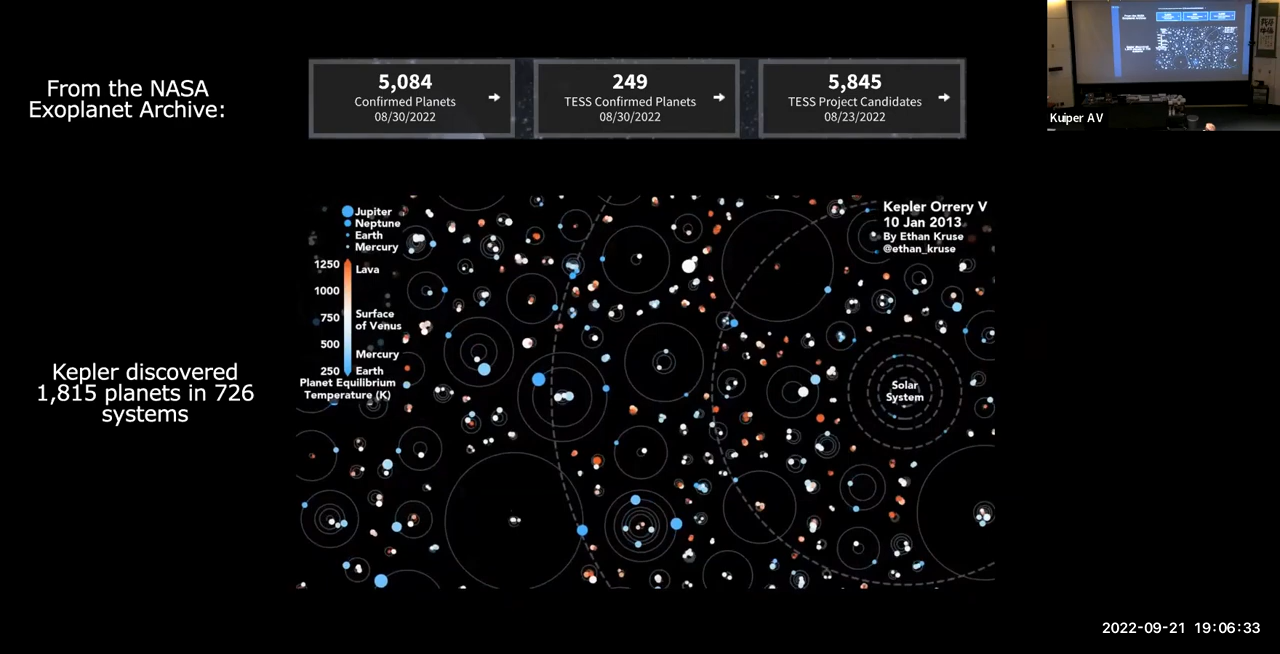 From the NASA
Exoplanet Archive:
5,084
Confirmed Planets
08/30/2022
249
TESS Confirmed Planets
08/30/2022
5,845
TESS Project Candidates
08/23/2022
Kuiper AV
Kepler discovered
1,815 planets in 726
systems
Jupiter
Neptune
Earth
Mercury
1250
Lava
1000
750
Surface
of Venus
500
Mercury
250
Earth
Planet Equilibrium
Temperature (K)
Kepler Orrery V
10 Jan 2013
By Ethan Kruse
@ethan_kruse
Solar
System
2022-09-21 19:06:33